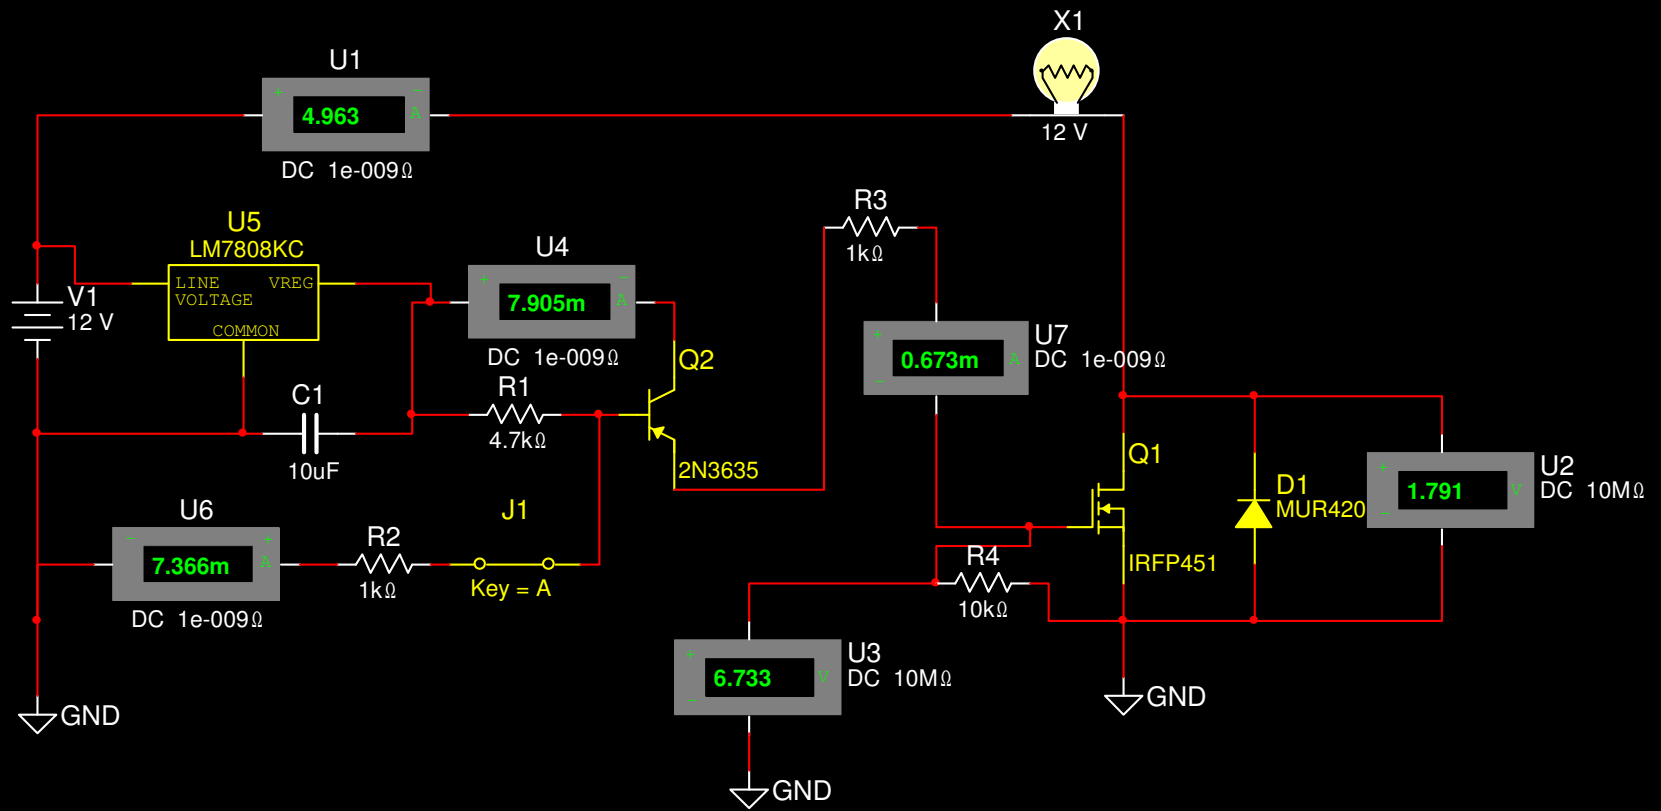 X1
12 V
U1
+
−
4.963
A
DC 1e-009Ω
R3
1kΩ
U5
LM7808KC
LINE VREG
VOLTAGE
COMMON
U4
+
−
7.905m
A
DC 1e-009Ω
V1
12 V
U7
DC 1e-009Ω
+
−
0.673m
A
Q2
2N3635
C1
10uF
R1
4.7kΩ
Q1
IRFP451
D1
MUR420
U2
DC 10MΩ
+
−
1.791
V
U6
−
+
7.366m
A
DC 1e-009Ω
R2
1kΩ
J1
Key = A
R4
10kΩ
U3
DC 10MΩ
+
−
6.733
V
GND
GND
GND